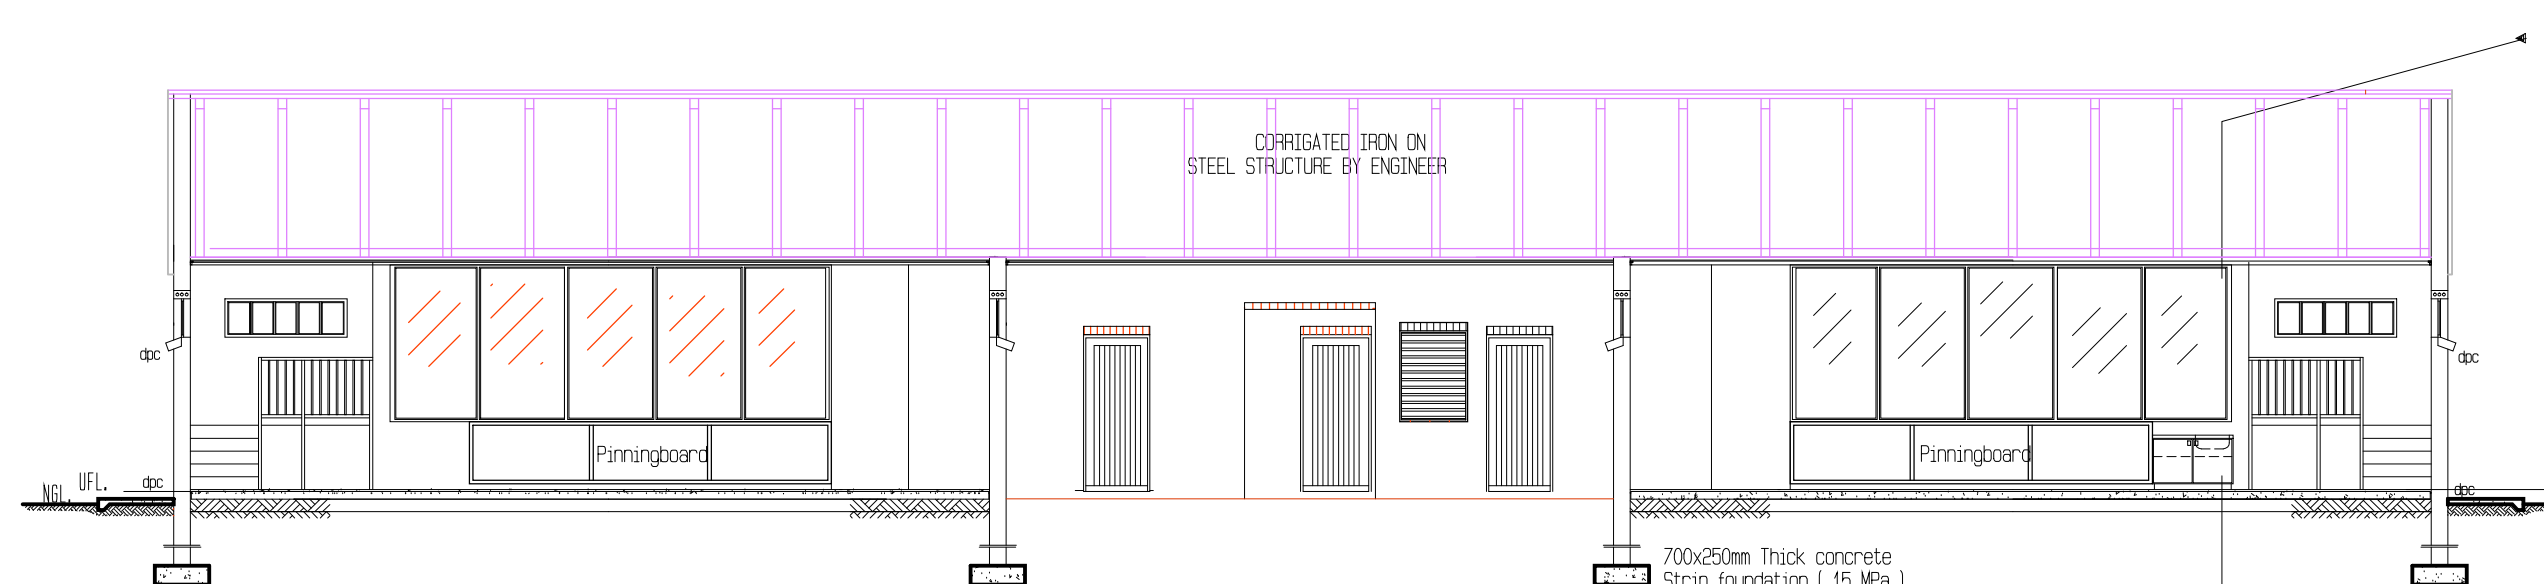 CORRIGATED IRON ON
STEEL STRUCTURE BY ENGINEER
dpc
dpc
Pinningboard
Pinningboard
UFL.
dpc
NGL.
dpc
700x250mm Thick concrete
Strip foundation ( 15 MPa )